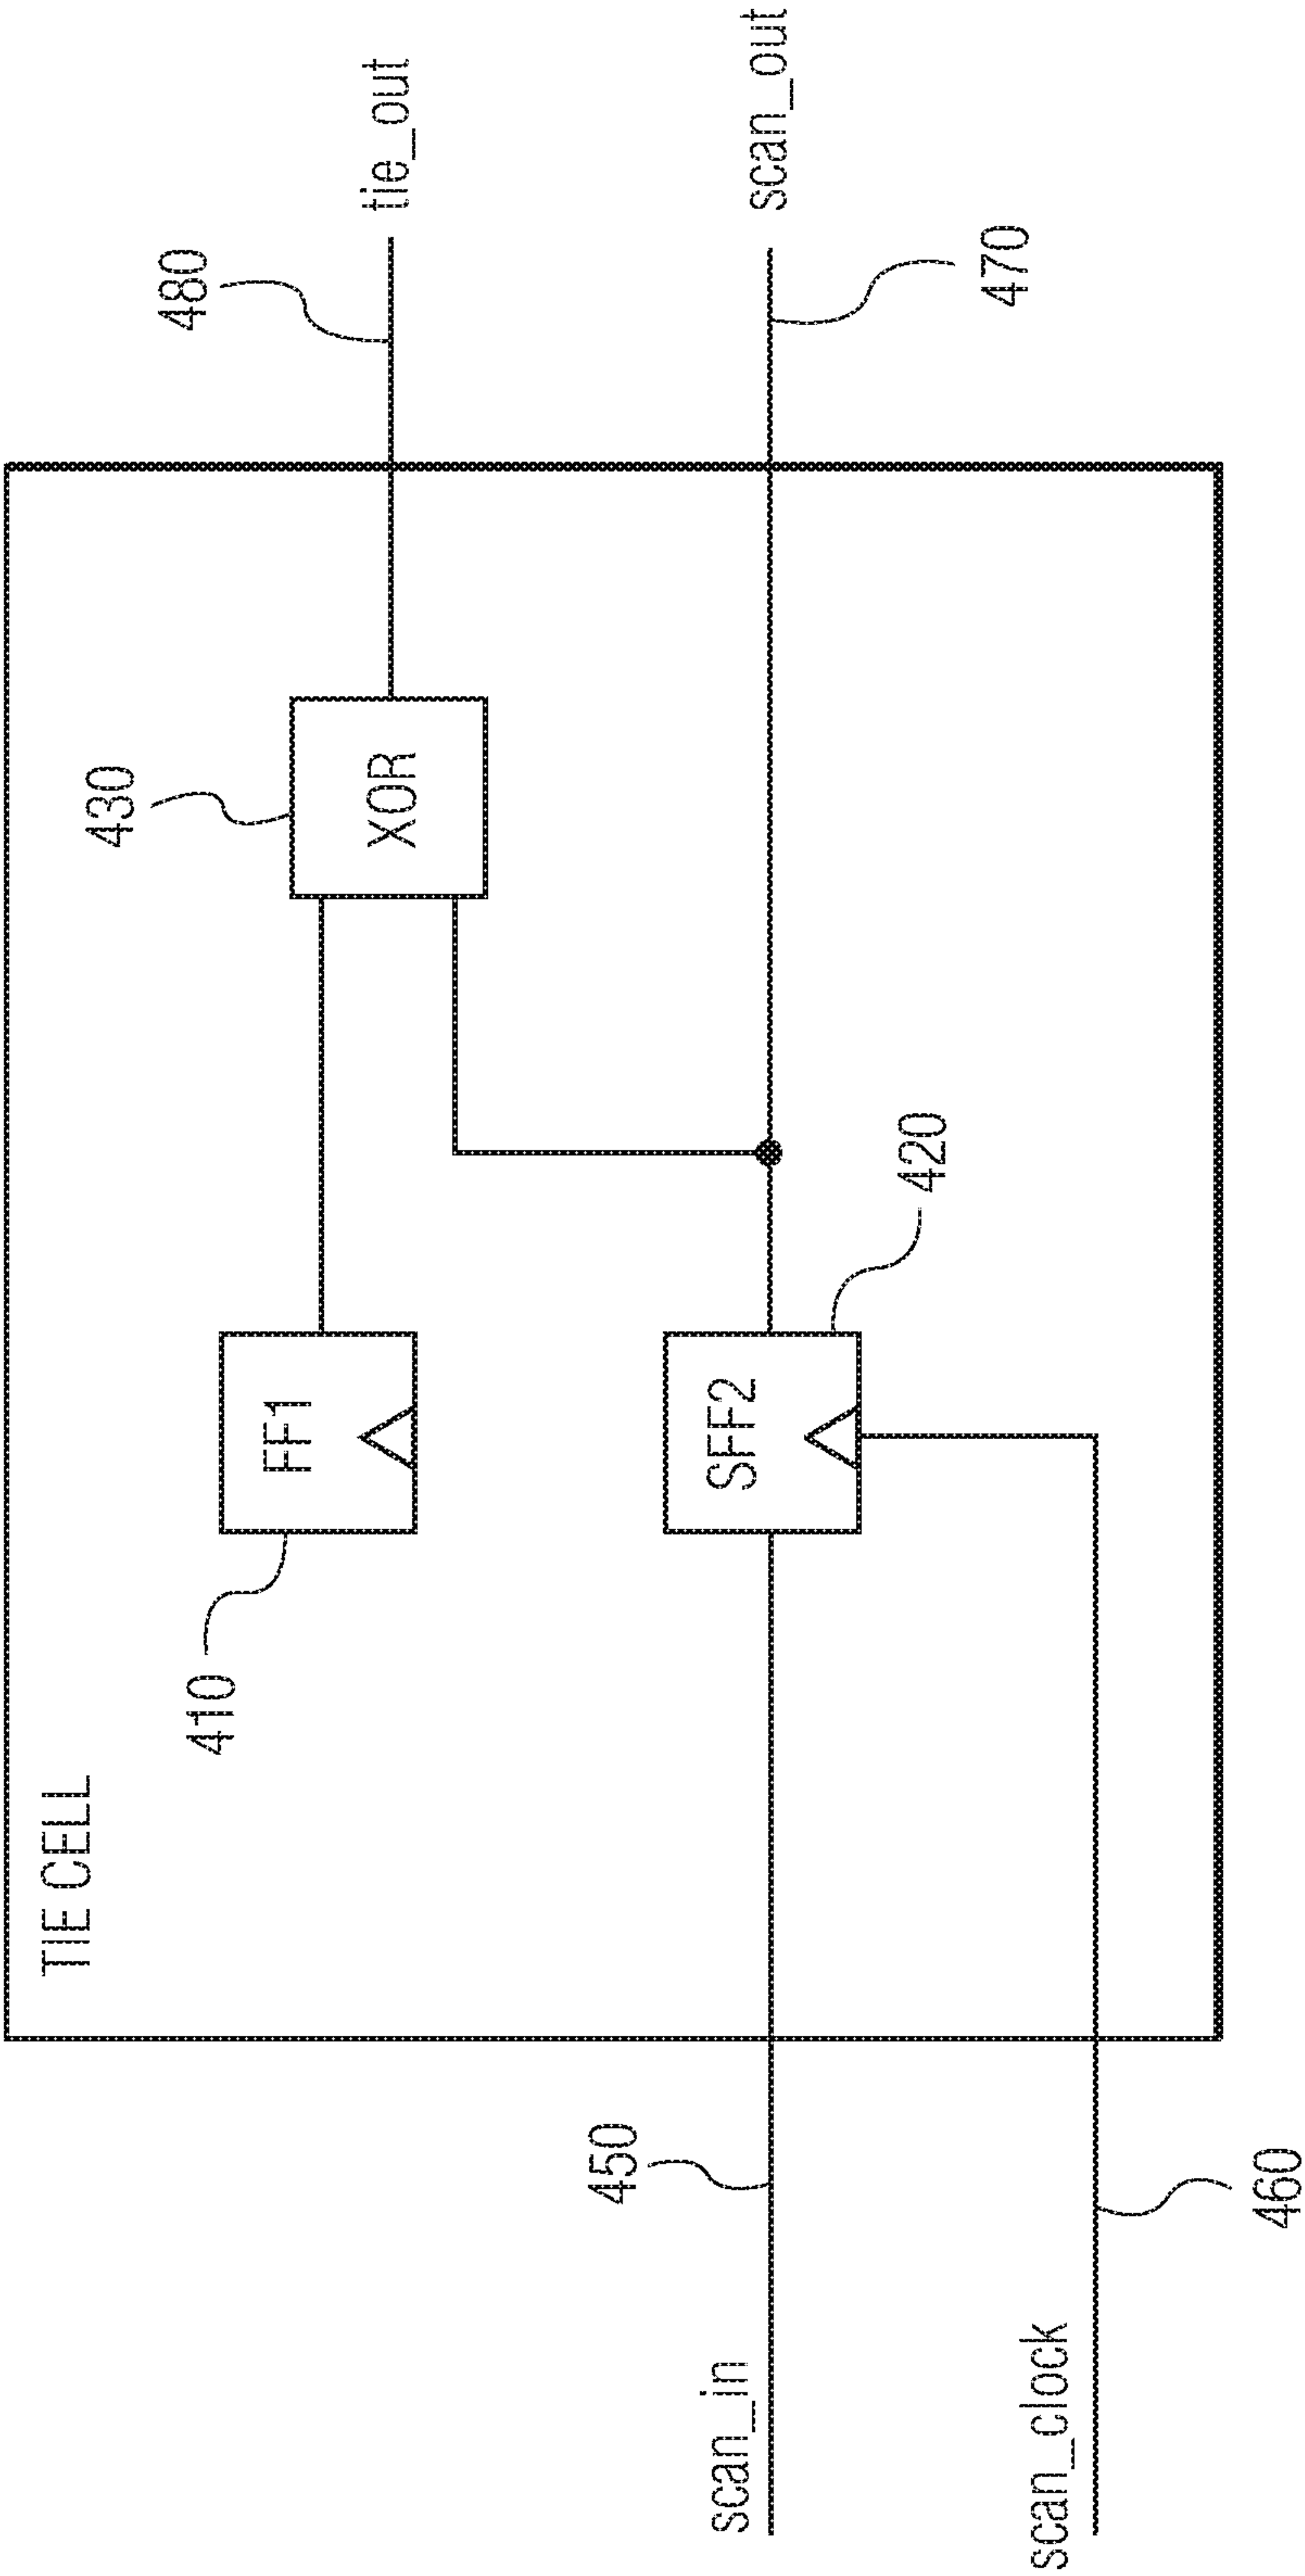 TIE CELL
410
FF1
430
XOR
480
tie_out
scan_in
450
SFF2
420
scan_out
470
scan_clock
460